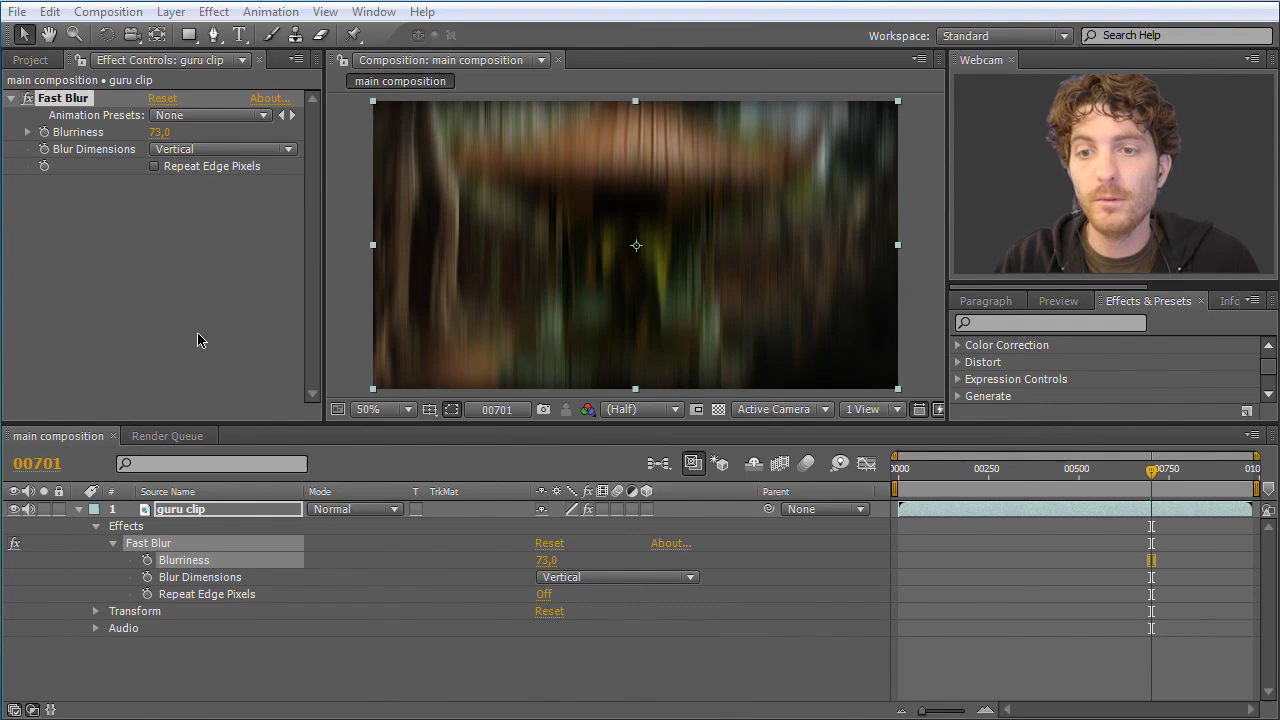 File Edit Composition Layer Effect Animation View Window Help
Workspace: Standard Search Help
Project Effect Controls: guru clip Composition: main composition Webcam
main composition • guru clip main composition
fx Fast Blur Reset About...
Animation Presets: None
Blurriness 73,0
Blur Dimensions Vertical
Repeat Edge Pixels
Paragraph Preview Effects & Presets Info
Color Correction
Distort
Expression Controls
Generate
50% 00701 (Half) Active Camera 1 View
main composition Render Queue
00701
0000 00250 00500 00750 010
# Source Name Mode T TrkMat fx Parent
1 guru clip Normal fx None
Effects
fx Fast Blur Reset About...
Blurriness 73,0
Blur Dimensions Vertical
Repeat Edge Pixels Off
Transform Reset
Audio